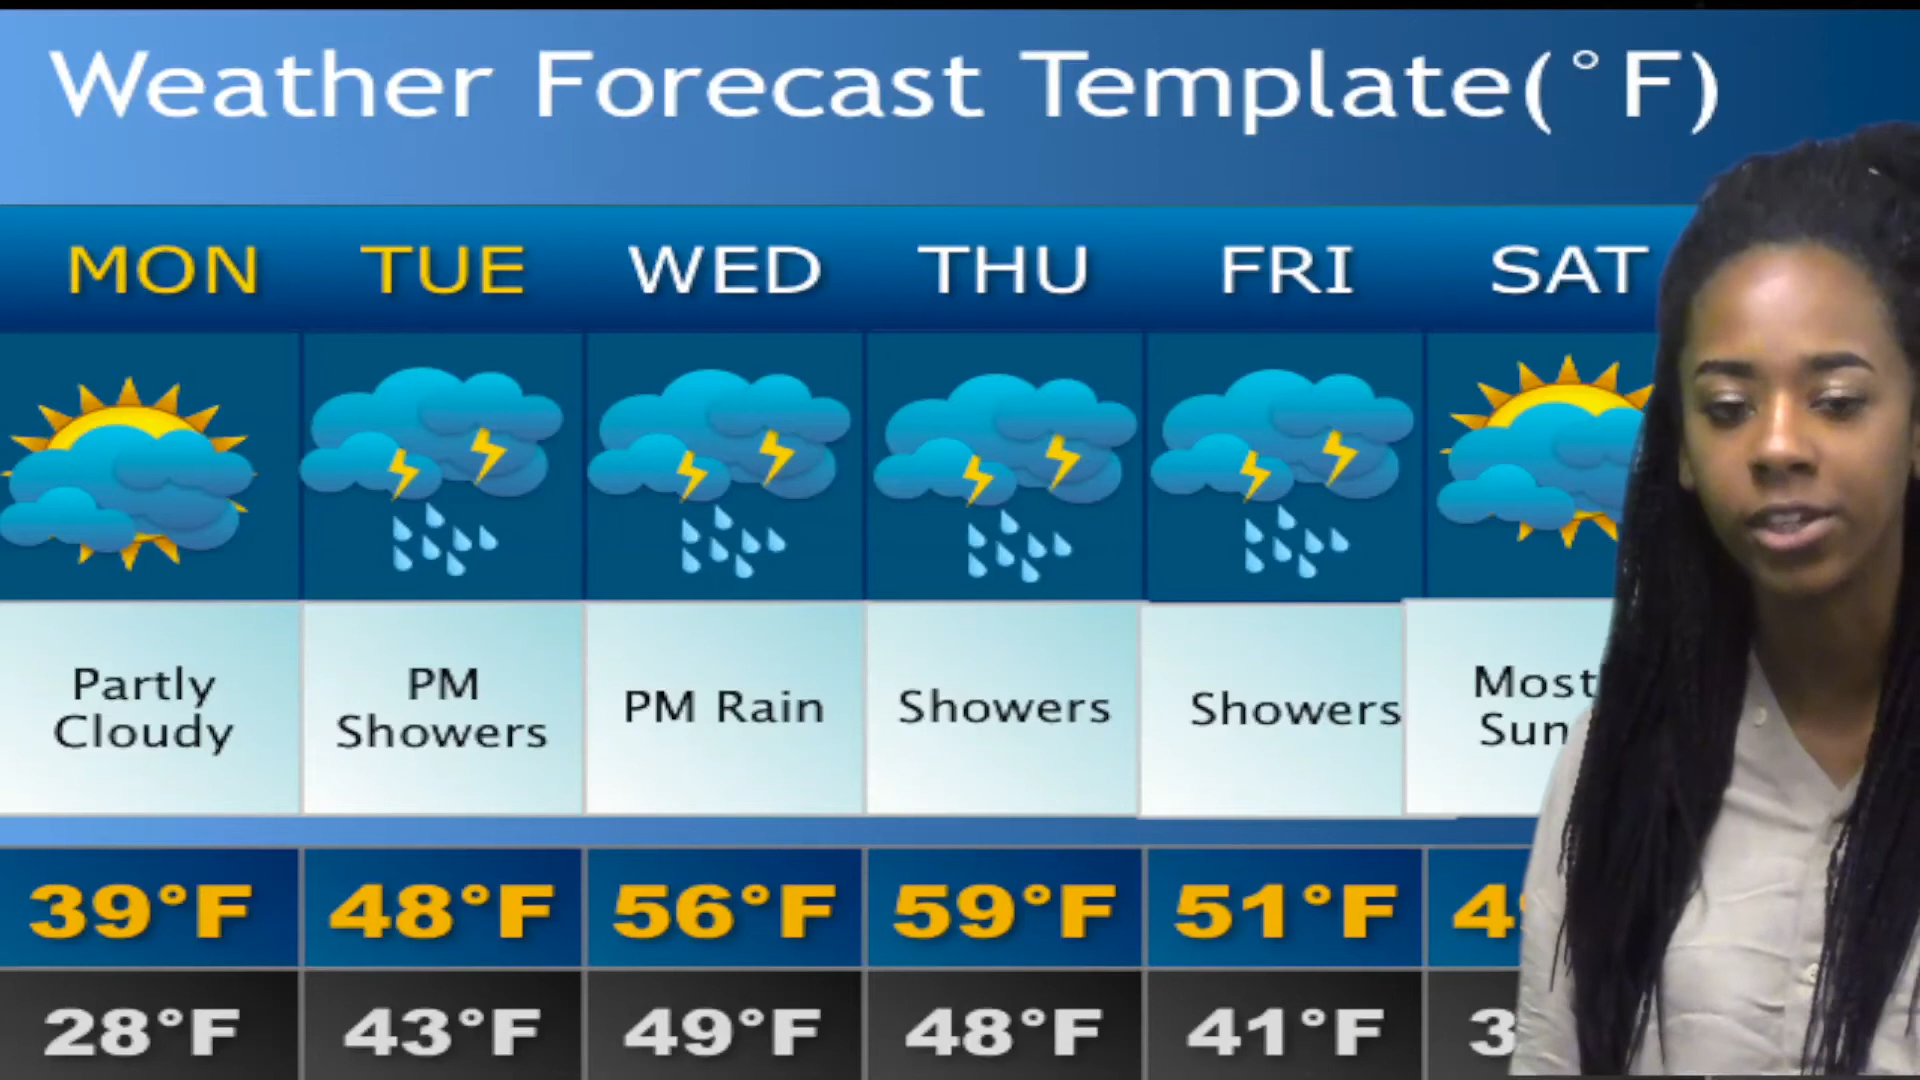 Weather Forecast Template(°F)
MON TUE WED THU FRI SAT
Partly
Cloudy
PM
Showers
PM Rain
Showers
Showers
39°F 48°F 56°F 59°F 51°F
28°F 43°F 49°F 48°F 41°F